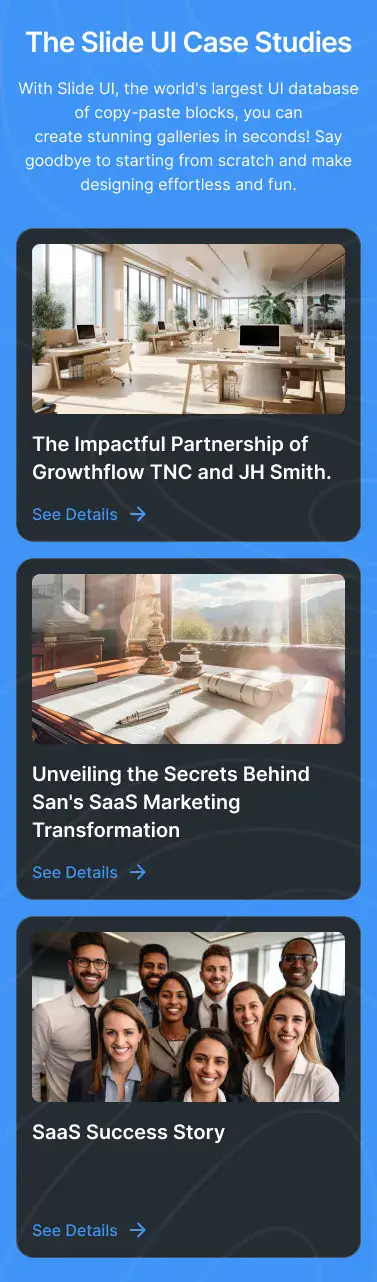 The Slide UI Case Studies
With Slide UI, the world's largest UI database
of copy-paste blocks, you can
create stunning galleries in seconds! Say
goodbye to starting from scratch and make
designing effortless and fun.
The Impactful Partnership of
Growthflow TNC and JH Smith.
See Details
Unveiling the Secrets Behind
San's SaaS Marketing
Transformation
See Details
SaaS Success Story
See Details